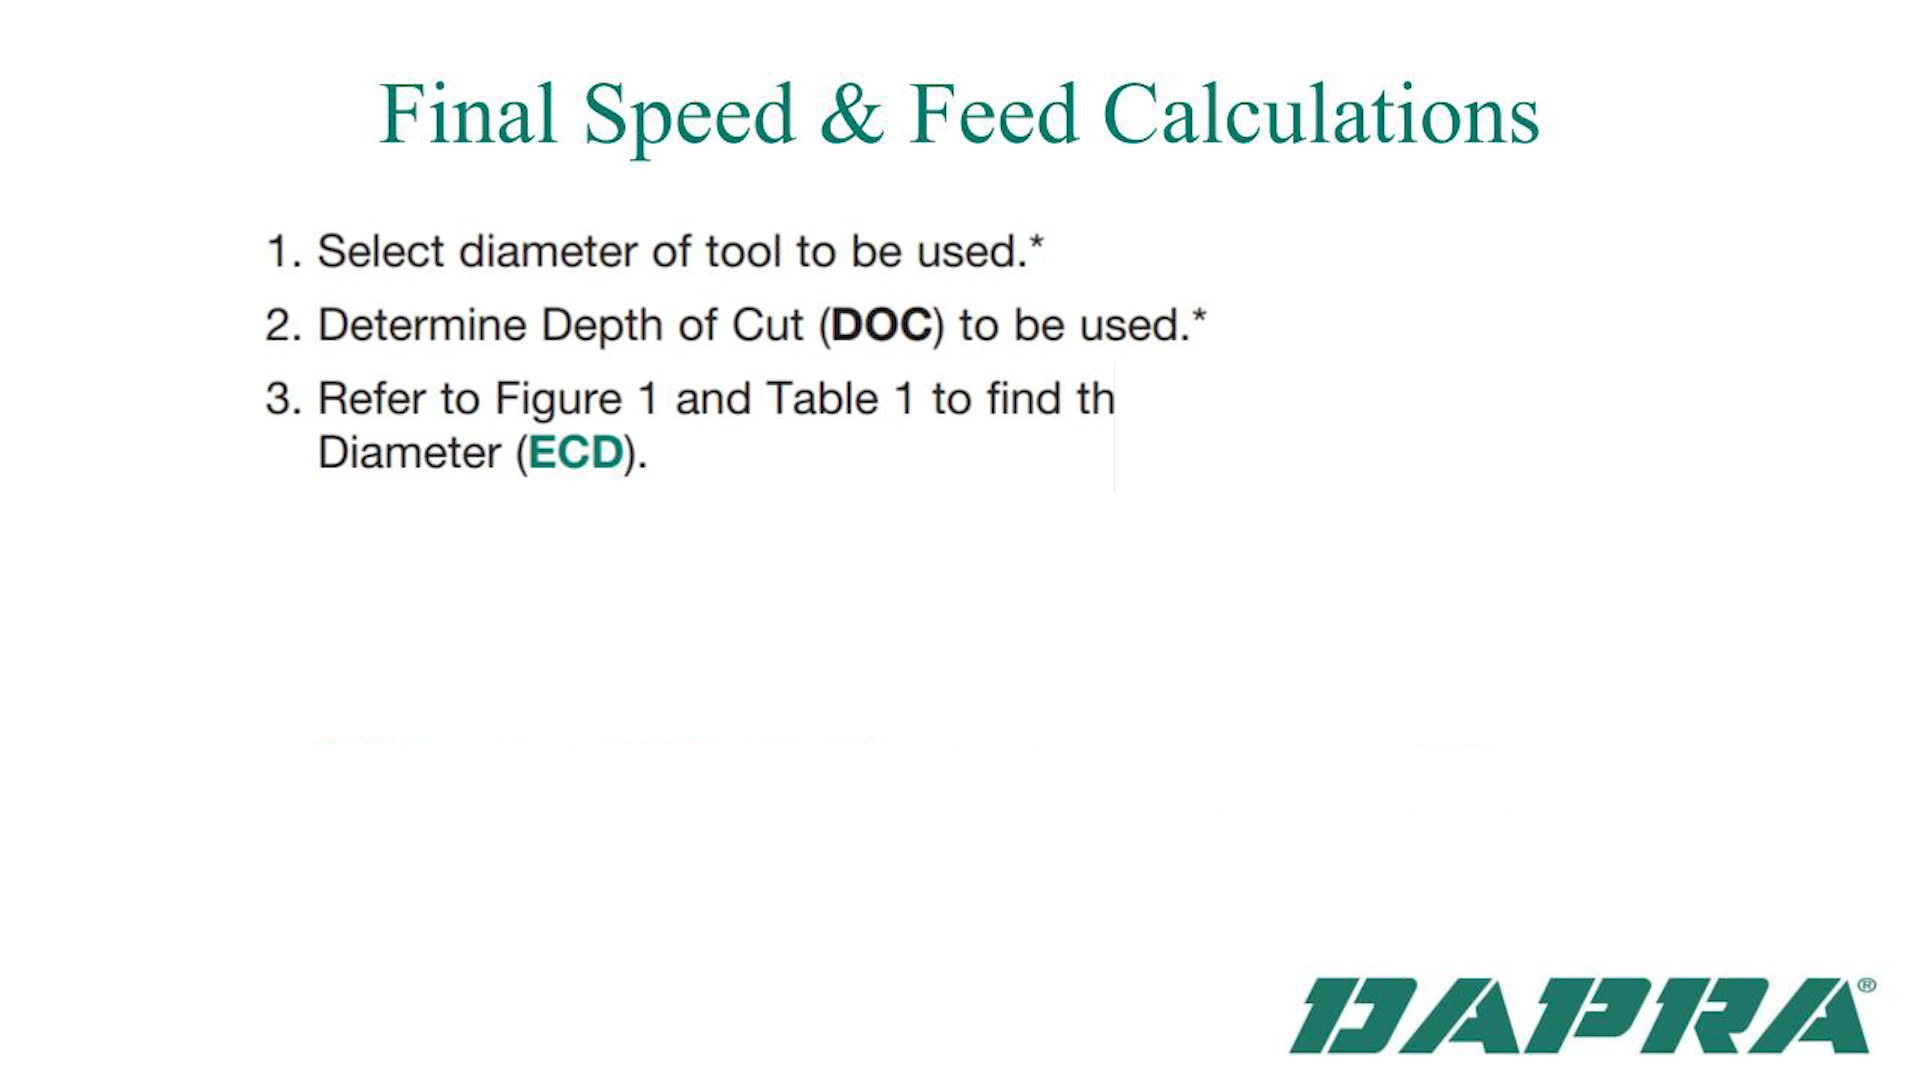 Final Speed & Feed Calculations
1. Select diameter of tool to be used.*
2. Determine Depth of Cut (DOC) to be used.*
3. Refer to Figure 1 and Table 1 to find th
Diameter (ECD).
DAPRA®